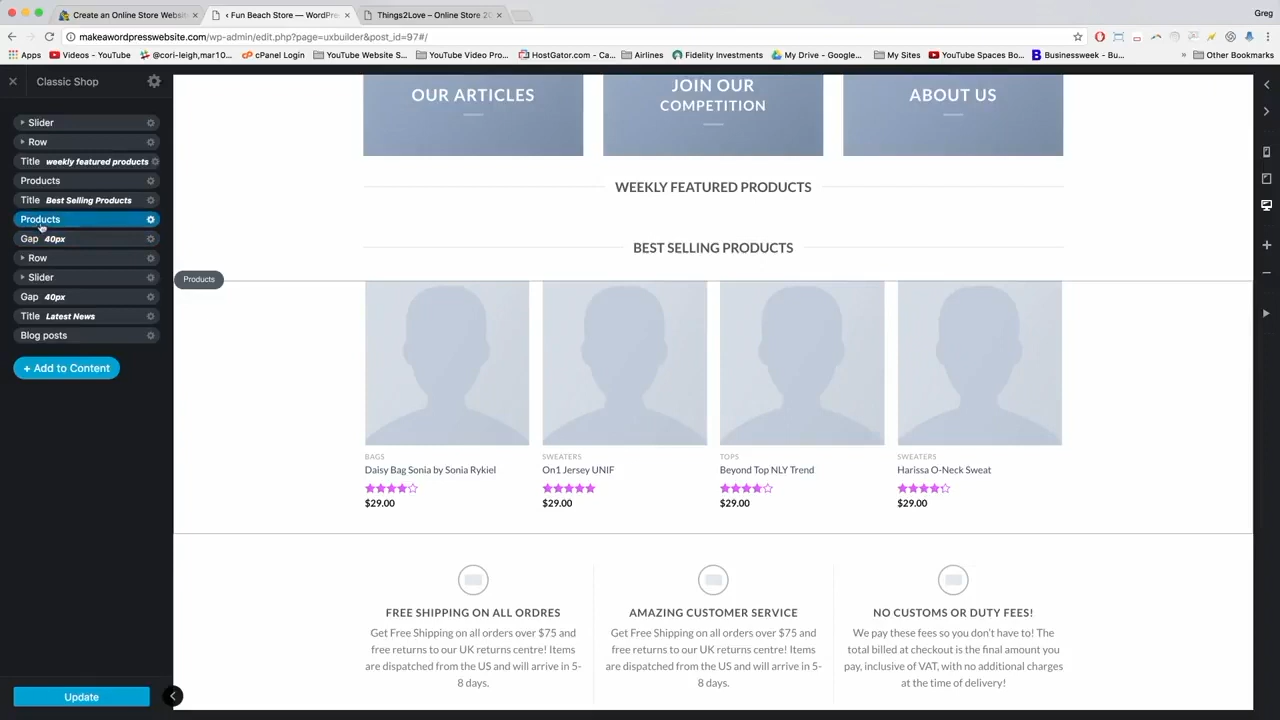 Create an Online Store Websit
‹ Fun Beach Store — WordPre
Things2Love – Online Store 2
Greg
makeawordpresswebsite.com/wp-admin/edit.php?page=uxbuilder&post_id=97#/
Apps
Videos - YouTube
@cori-leigh,mar10...
cPanel Login
YouTube Website S...
YouTube Video Pro...
HostGator.com - Ca...
Airlines
Fidelity Investments
My Drive - Google...
My Sites
YouTube Spaces Bo...
Businessweek - Bu...
»
Other Bookmarks
Classic Shop
Slider
Row
Title weekly featured products
Products
Title Best Selling Products
Products
Gap 40px
Row
Slider
Gap 40px
Title Latest News
Blog posts
+ Add to Content
Update
OUR ARTICLES
JOIN OUR
COMPETITION
ABOUT US
WEEKLY FEATURED PRODUCTS
BEST SELLING PRODUCTS
Products
BAGS
Daisy Bag Sonia by Sonia Rykiel
$29.00
SWEATERS
On1 Jersey UNIF
$29.00
TOPS
Beyond Top NLY Trend
$29.00
SWEATERS
Harissa O-Neck Sweat
$29.00
FREE SHIPPING ON ALL ORDRES
Get Free Shipping on all orders over $75 and
free returns to our UK returns centre! Items
are dispatched from the US and will arrive in 5-
8 days.
AMAZING CUSTOMER SERVICE
Get Free Shipping on all orders over $75 and
free returns to our UK returns centre! Items
are dispatched from the US and will arrive in 5-
8 days.
NO CUSTOMS OR DUTY FEES!
We pay these fees so you don't have to! The
total billed at checkout is the final amount you
pay, inclusive of VAT, with no additional charges
at the time of delivery!